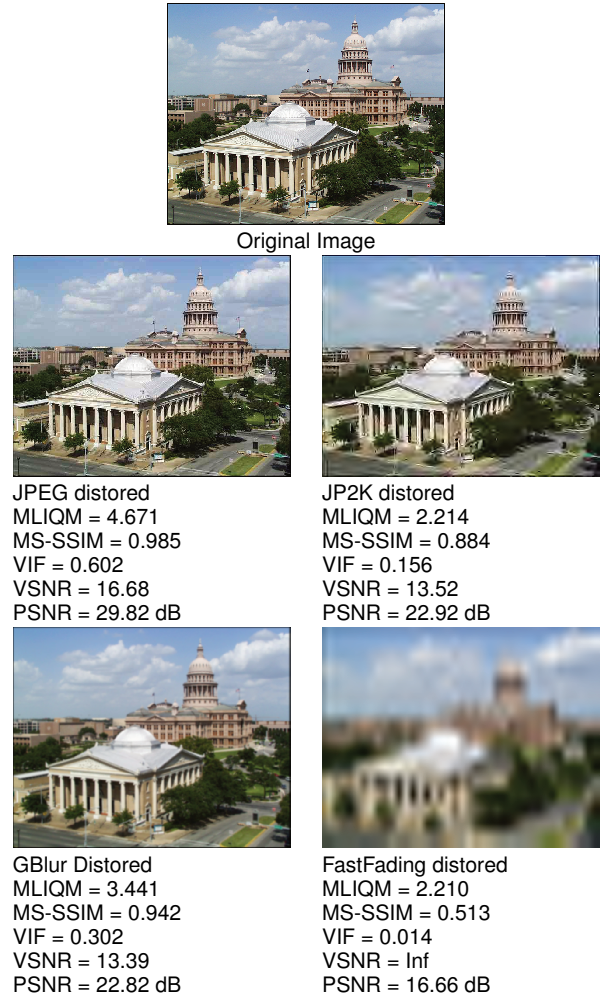 Original Image
JPEG distored
MLIQM = 4.671
MS-SSIM = 0.985
VIF = 0.602
VSNR = 16.68
PSNR = 29.82 dB
JP2K distored
MLIQM = 2.214
MS-SSIM = 0.884
VIF = 0.156
VSNR = 13.52
PSNR = 22.92 dB
GBlur Distored
MLIQM = 3.441
MS-SSIM = 0.942
VIF = 0.302
VSNR = 13.39
PSNR = 22.82 dB
FastFading distored
MLIQM = 2.210
MS-SSIM = 0.513
VIF = 0.014
VSNR = Inf
PSNR = 16.66 dB